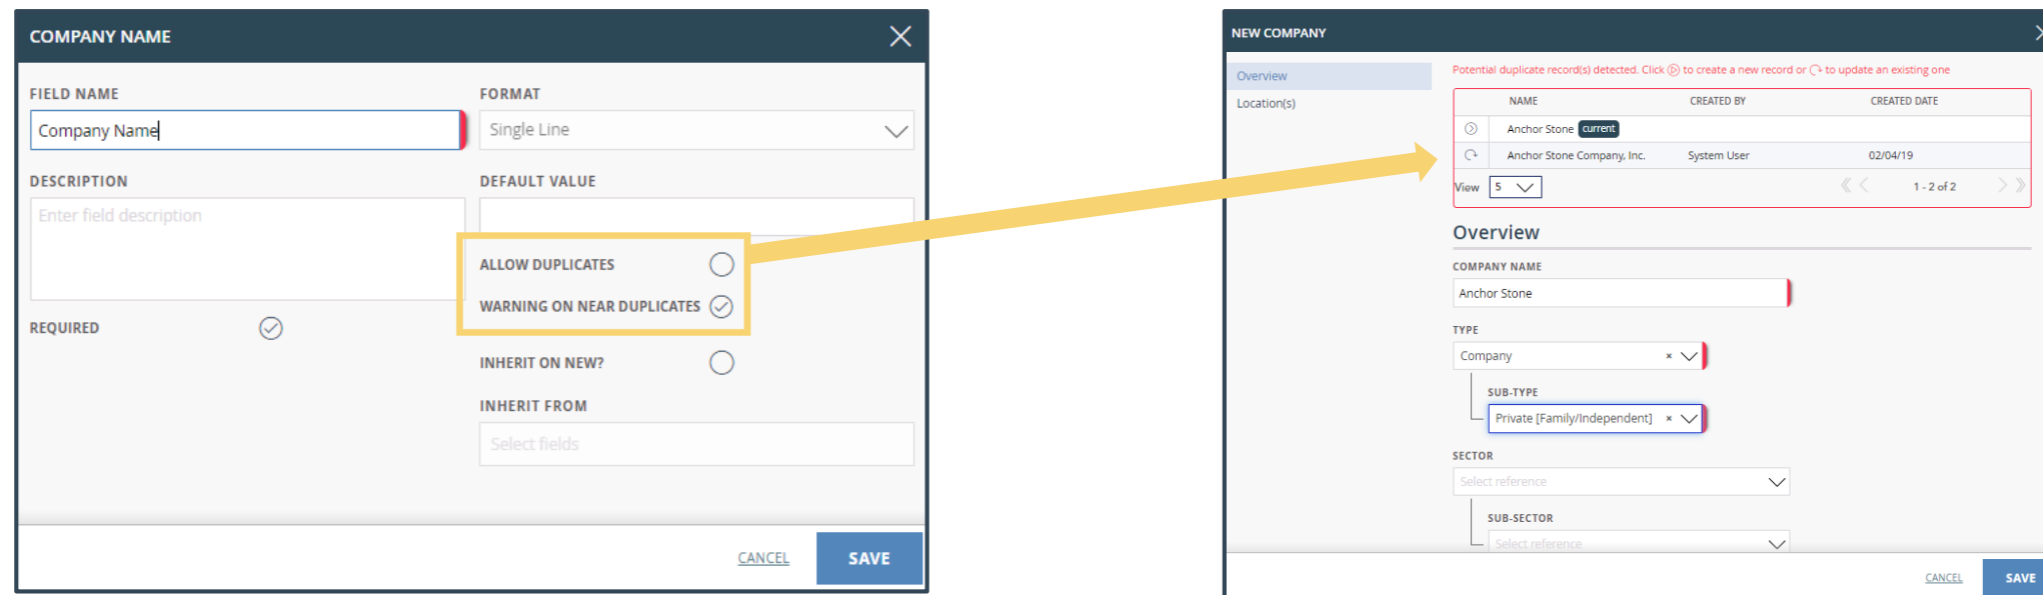 COMPANY NAME
FIELD NAME
Company Name
FORMAT
Single Line
DESCRIPTION
Enter field description
DEFAULT VALUE
ALLOW DUPLICATES
WARNING ON NEAR DUPLICATES
REQUIRED
INHERIT ON NEW?
INHERIT FROM
Select fields
CANCEL
SAVE
NEW COMPANY
Overview
Location(s)
Potential duplicate record(s) detected. Click to create a new record or to update an existing one
NAME CREATED BY CREATED DATE
Anchor Stone current
Anchor Stone Company, Inc. System User 02/04/19
View 5 1 - 2 of 2
Overview
COMPANY NAME
Anchor Stone
TYPE
Company
SUB-TYPE
Private [Family/Independent]
SECTOR
Select reference
SUB-SECTOR
Select reference
CANCEL
SAVE